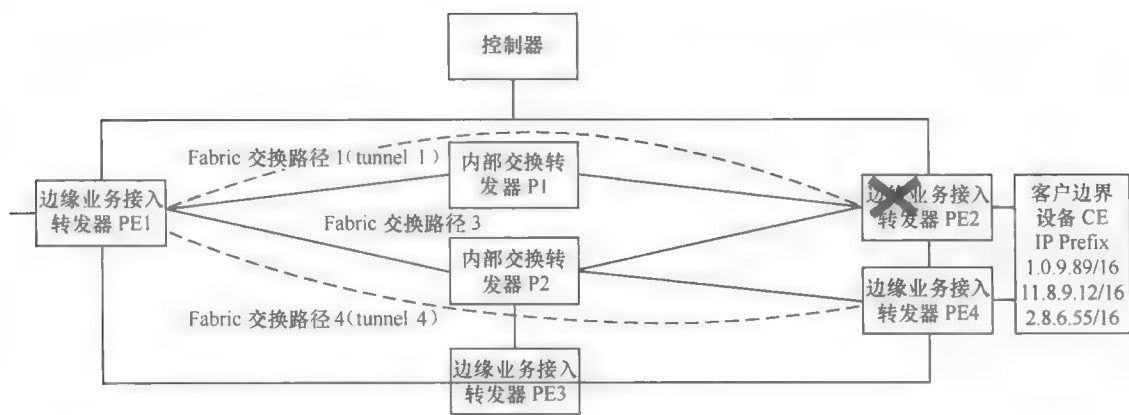 控制器
Fabric 交换路径 1(tunnel 1)
内部交换转
发器 P1
边缘业务接入
转发器 PE1
边缘业务接入
转发器 PE2
客户边界
设备 CE
IP Prefix
1.0.9.89/16
11.8.9.12/16
2.8.6.55/16
Fabric 交换路径 3
内部交换转
发器 P2
边缘业务接入
转发器 PE4
Fabric 交换路径 4(tunnel 4)
边缘业务接入
转发器 PE3